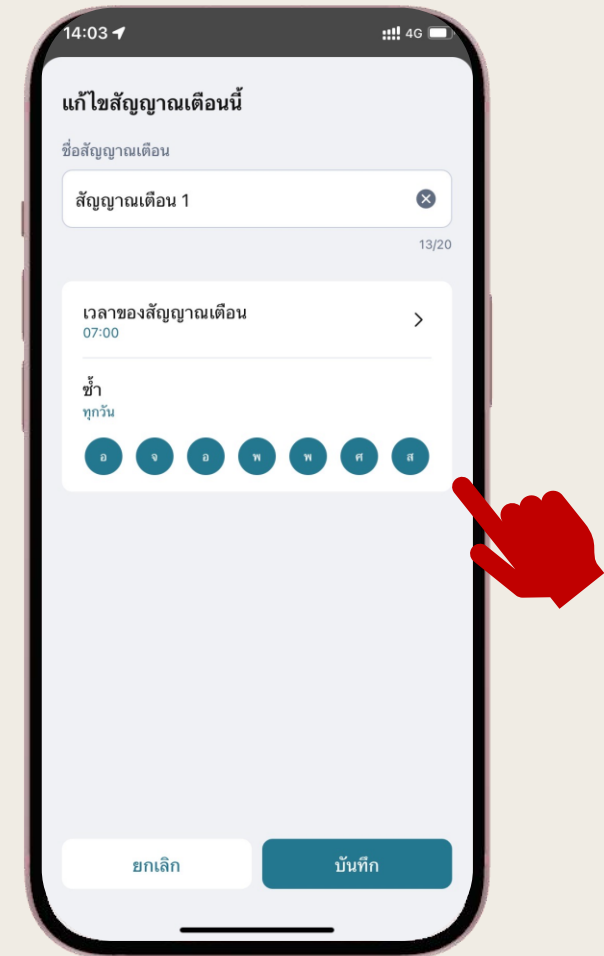 14:03
4G
แก้ไขสัญญาณเตือนนี้
ชื่อสัญญาณเตือน
สัญญาณเตือน 1
13/20
เวลาของสัญญาณเตือน
07:00
ซ้ำ
ทุกวัน
อ จ อ พ พ ศ ส
ยกเลิก บันทึก